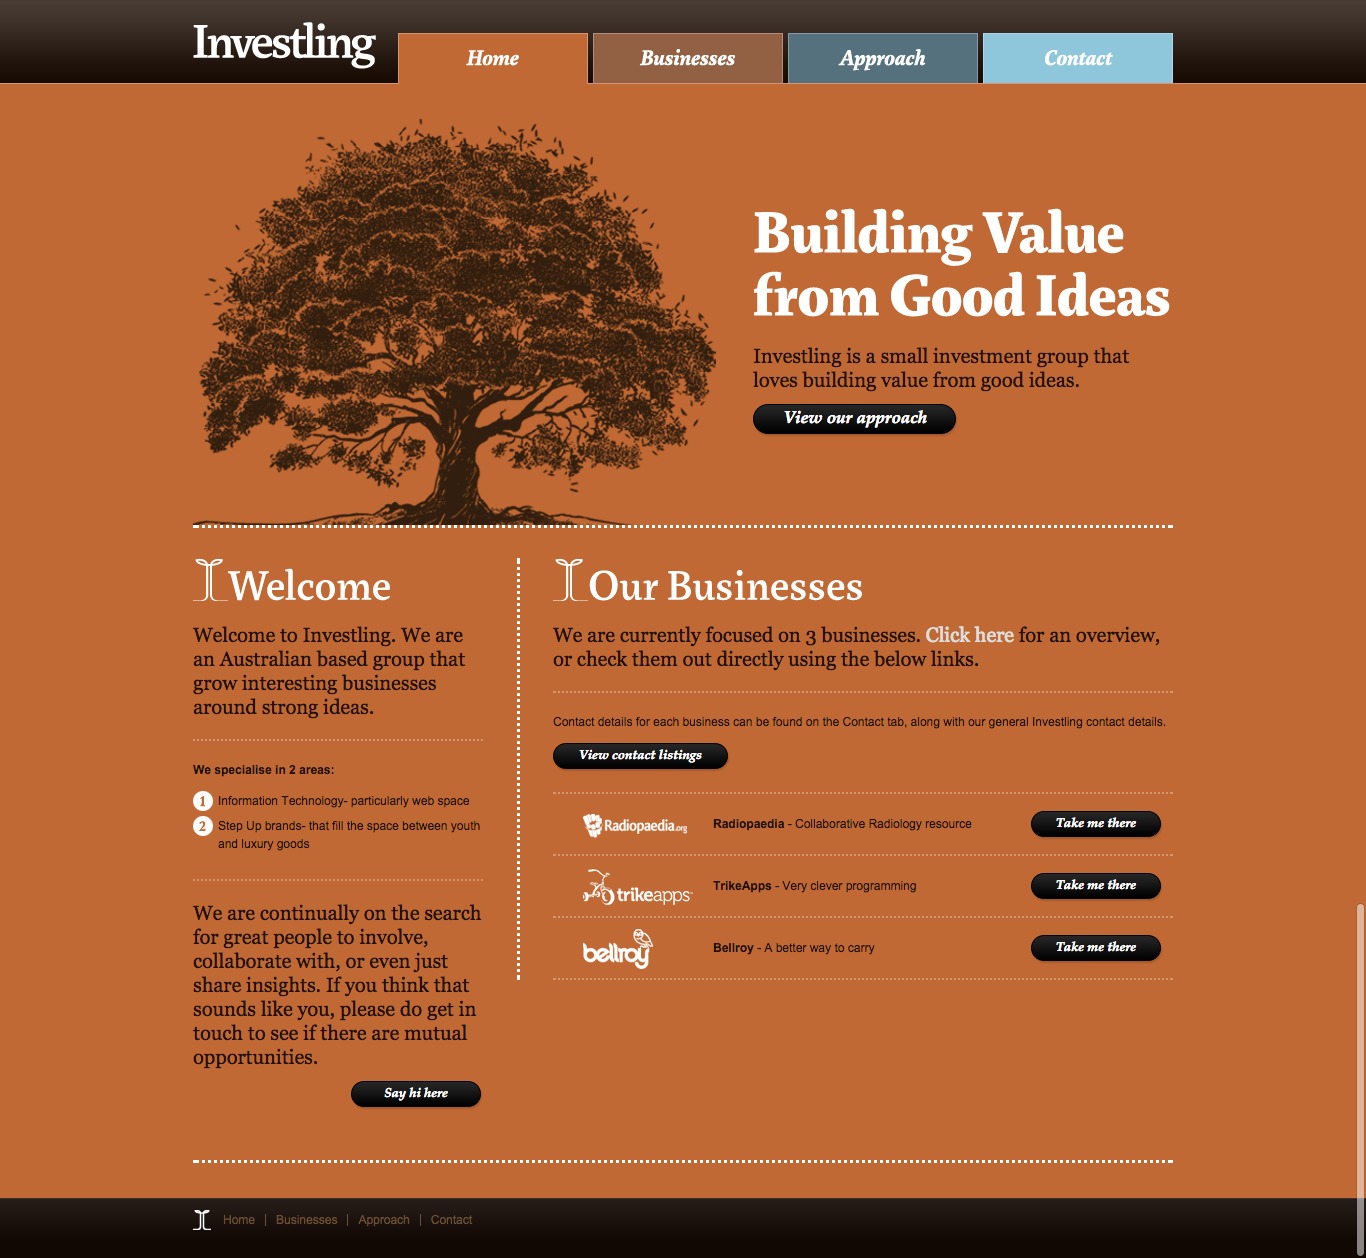 Investling
Home
Businesses
Approach
Contact
Building Value
from Good Ideas
Investling is a small investment group that
loves building value from good ideas.
View our approach
Welcome
Welcome to Investling. We are
an Australian based group that
grow interesting businesses
around strong ideas.
We specialise in 2 areas:
1 Information Technology- particularly web space
2 Step Up brands- that fill the space between youth
and luxury goods
We are continually on the search
for great people to involve,
collaborate with, or even just
share insights. If you think that
sounds like you, please do get in
touch to see if there are mutual
opportunities.
Say hi here
Our Businesses
We are currently focused on 3 businesses. Click here for an overview,
or check them out directly using the below links.
Contact details for each business can be found on the Contact tab, along with our general Investling contact details.
View contact listings
Radiopaedia.org
Radiopaedia - Collaborative Radiology resource
Take me there
trikeapps™
TrikeApps - Very clever programming
Take me there
bellroy
Bellroy - A better way to carry
Take me there
Home | Businesses | Approach | Contact